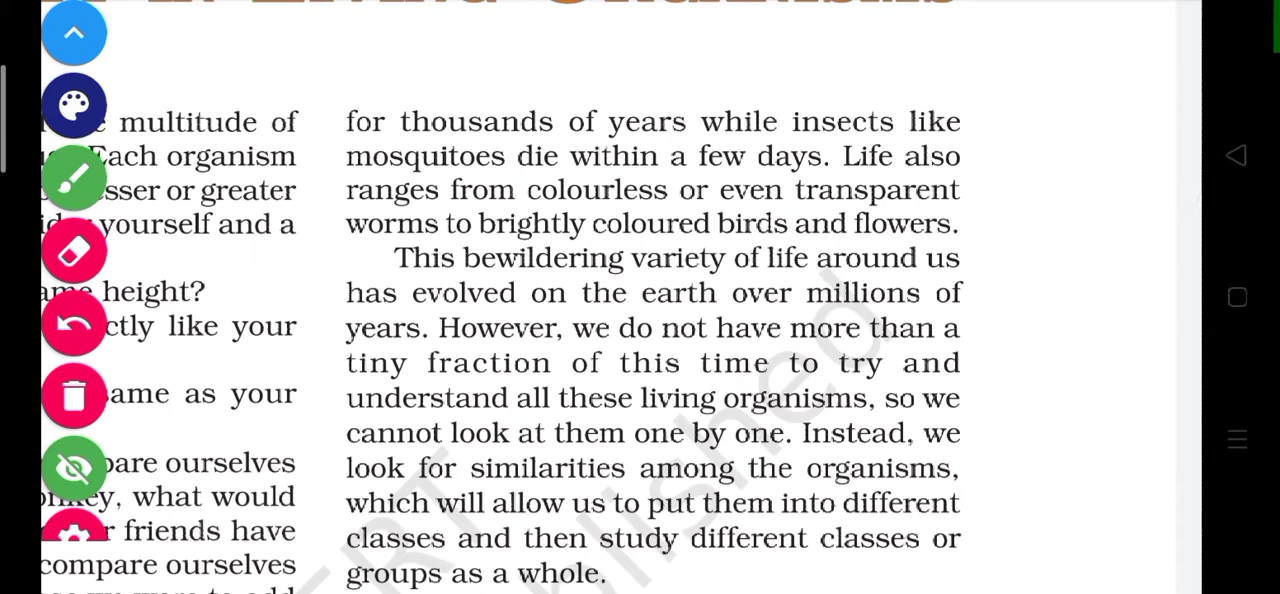 multitude of
Each organism
or greater
yourself and a
height?
like your
as your
ourselves
what would
friends have
compare ourselves
for thousands of years while insects like
mosquitoes die within a few days. Life also
ranges from colourless or even transparent
worms to brightly coloured birds and flowers.
This bewildering variety of life around us
has evolved on the earth over millions of
years. However, we do not have more than a
tiny fraction of this time to try and
understand all these living organisms, so we
cannot look at them one by one. Instead, we
look for similarities among the organisms,
which will allow us to put them into different
classes and then study different classes or
groups as a whole.